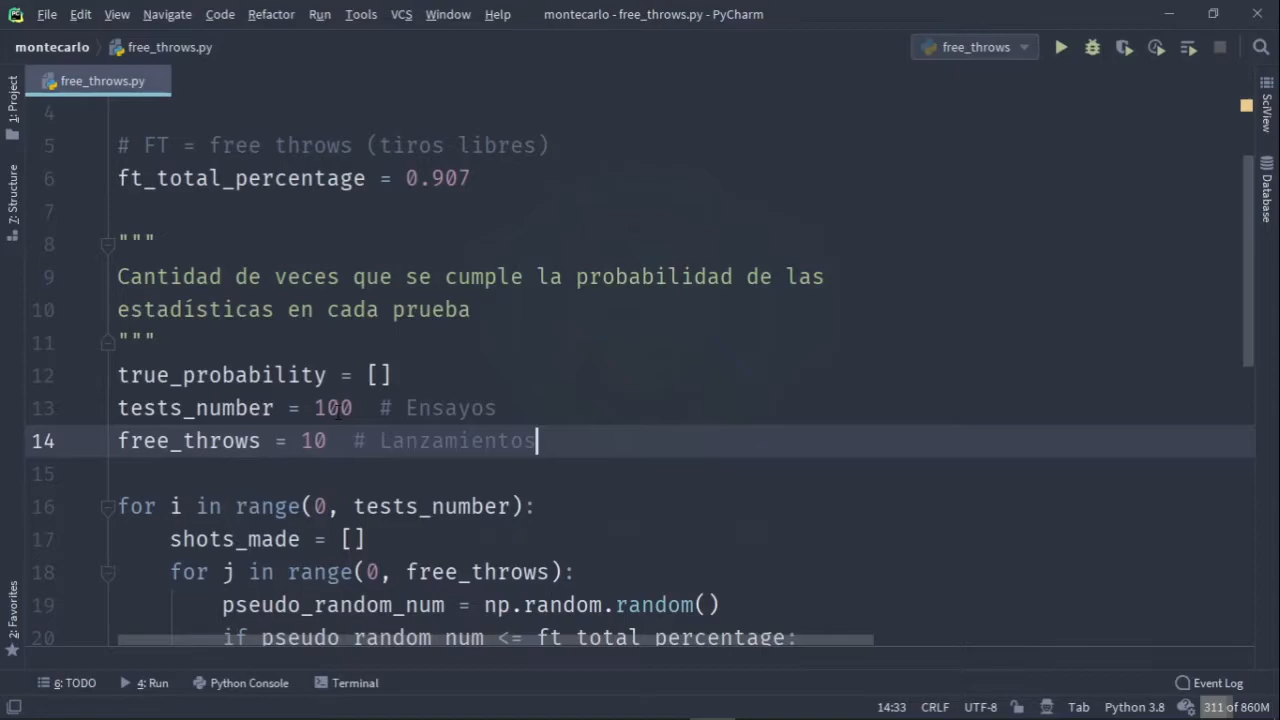 File Edit View Navigate Code Refactor Run Tools VCS Window Help montecarlo - free_throws.py - PyCharm
montecarlo free_throws.py free_throws
free_throws.py
1: Project
7: Structure
2: Favorites
SciView
Database
4
5 # FT = free throws (tiros libres)
6 ft_total_percentage = 0.907
7
8 """
9 Cantidad de veces que se cumple la probabilidad de las
10 estadísticas en cada prueba
11 """
12 true_probability = []
13 tests_number = 100 # Ensayos
14 free_throws = 10 # Lanzamientos
15
16 for i in range(0, tests_number):
17 shots_made = []
18 for j in range(0, free_throws):
19 pseudo_random_num = np.random.random()
20 if pseudo_random_num <= ft_total_percentage:
6: TODO 4: Run Python Console Terminal Event Log
14:33 CRLF UTF-8 Tab Python 3.8 311 of 860M